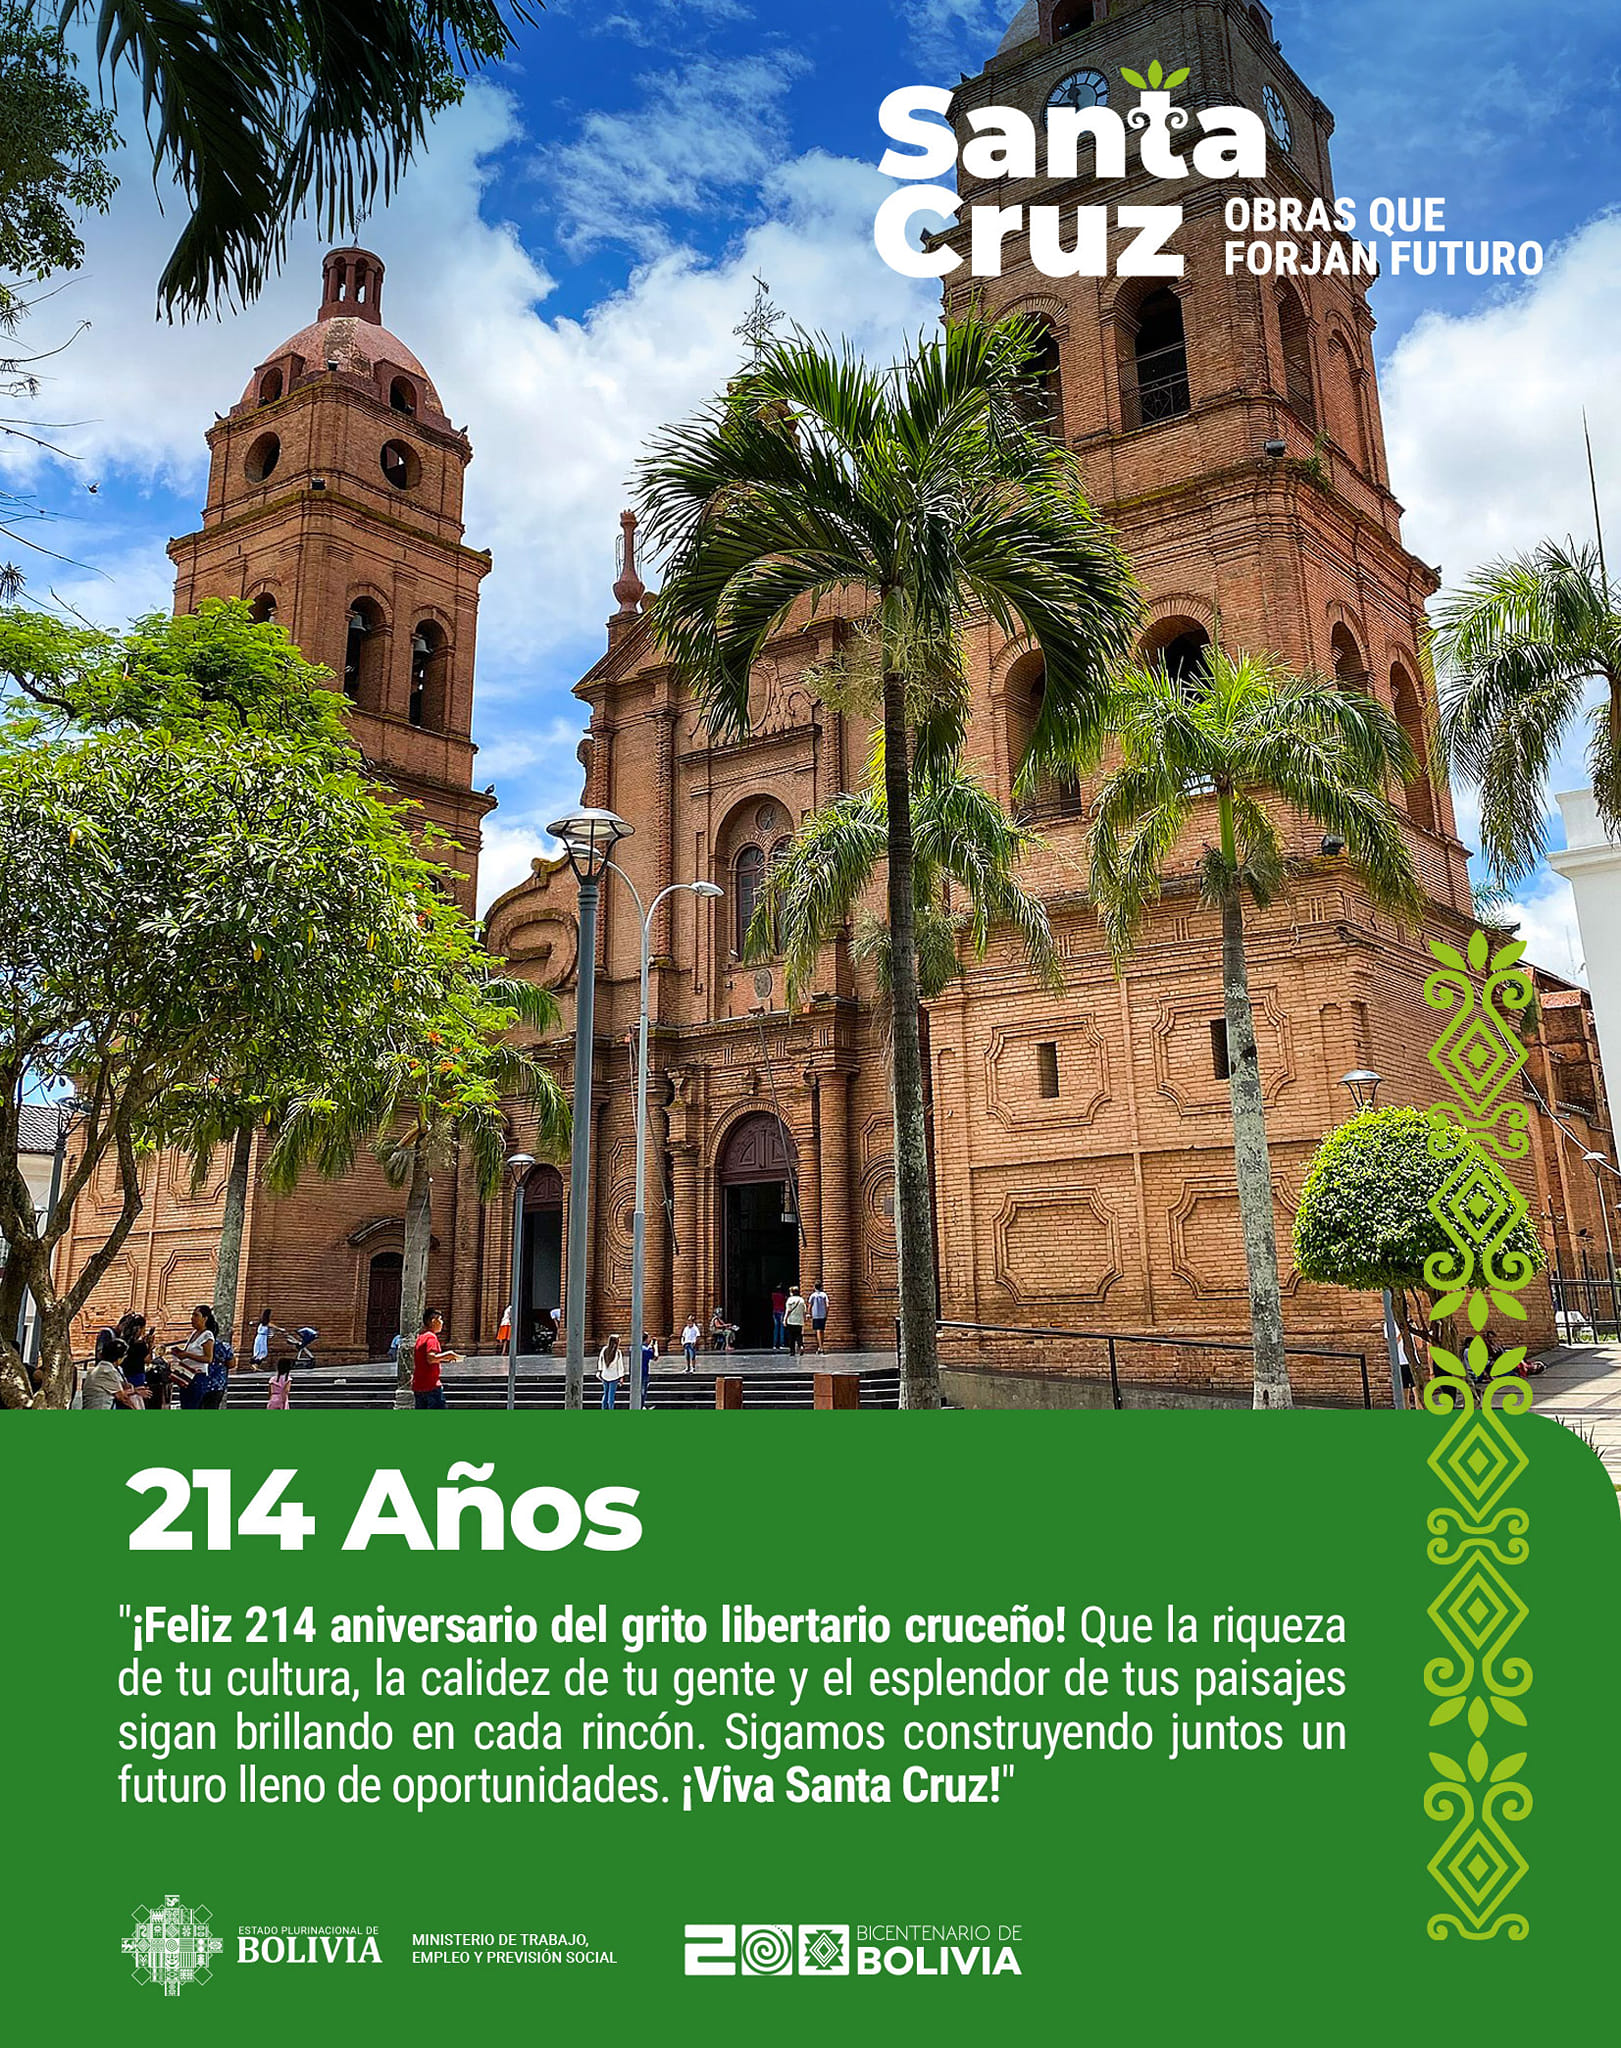 Santa
Cruz
OBRAS QUE
FORJAN FUTURO
214 Años
"¡Feliz 214 aniversario del grito libertario cruceño! Que la riqueza
de tu cultura, la calidez de tu gente y el esplendor de tus paisajes
sigan brillando en cada rincón. Sigamos construyendo juntos un
futuro lleno de oportunidades. ¡Viva Santa Cruz!"
ESTADO PLURINACIONAL DE
BOLIVIA
MINISTERIO DE TRABAJO,
EMPLEO Y PREVISIÓN SOCIAL
200
BICENTENARIO DE
BOLIVIA